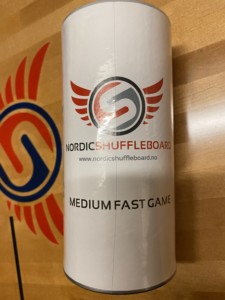 NORDICSHUFFLEBOARD
www.nordicshuffleboard.no
MEDIUM FAST GAME